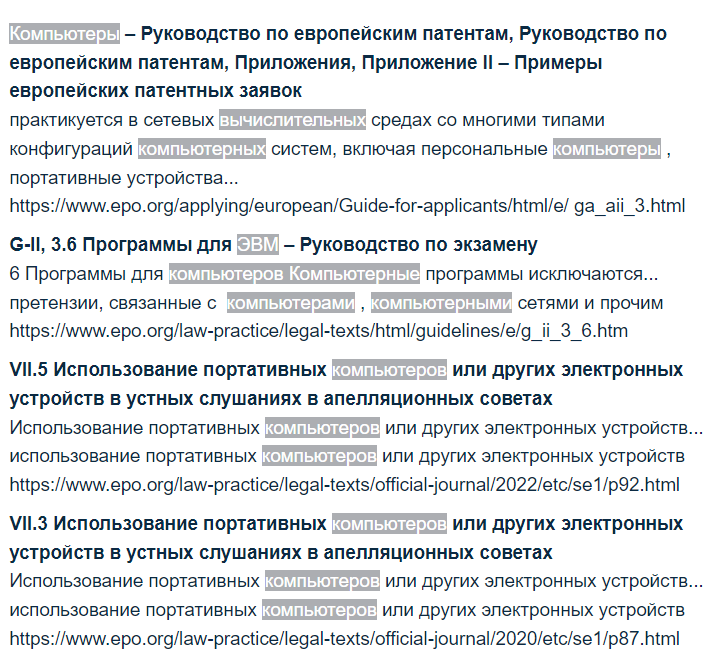 Компьютеры – Руководство по европейским патентам, Руководство по
европейским патентам, Приложения, Приложение II – Примеры
европейских патентных заявок
практикуется в сетевых вычислительных средах со многими типами
конфигураций компьютерных систем, включая персональные компьютеры ,
портативные устройства...
https://www.epo.org/applying/european/Guide-for-applicants/html/e/ ga_aii_3.html
G-II, 3.6 Программы для ЭВМ – Руководство по экзамену
6 Программы для компьютеров Компьютерные программы исключаются...
претензии, связанные с компьютерами , компьютерными сетями и прочим
https://www.epo.org/law-practice/legal-texts/html/guidelines/e/g_ii_3_6.htm
VII.5 Использование портативных компьютеров или других электронных
устройств в устных слушаниях в апелляционных советах
Использование портативных компьютеров или других электронных устройств...
использование портативных компьютеров или других электронных устройств
https://www.epo.org/law-practice/legal-texts/official-journal/2022/etc/se1/p92.html
VII.3 Использование портативных компьютеров или других электронных
устройств в устных слушаниях в апелляционных советах
Использование портативных компьютеров или других электронных устройств...
использование портативных компьютеров или других электронных устройств
https://www.epo.org/law-practice/legal-texts/official-journal/2020/etc/se1/p87.html